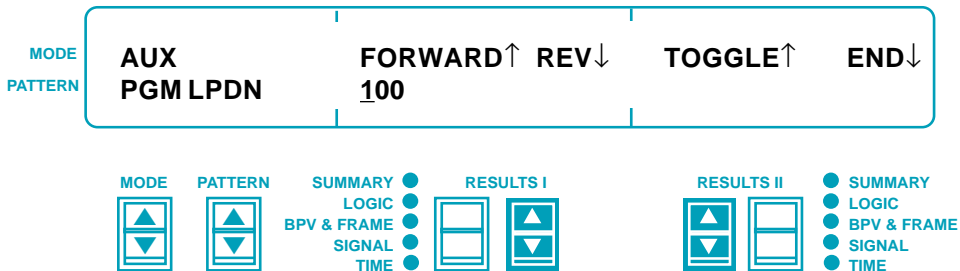 MODE AUX FORWARD↑ REV↓ TOGGLE↑ END↓
PATTERN PGM LPDN 100
MODE PATTERN SUMMARY RESULTS I RESULTS II SUMMARY
LOGIC LOGIC
BPV & FRAME BPV & FRAME
SIGNAL SIGNAL
TIME TIME